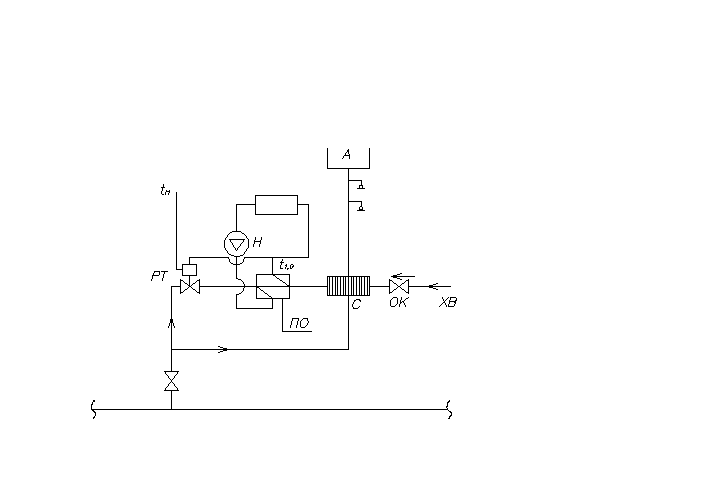 А
tн
Н
t1,0
РТ
С
ОК
ХВ
ПО